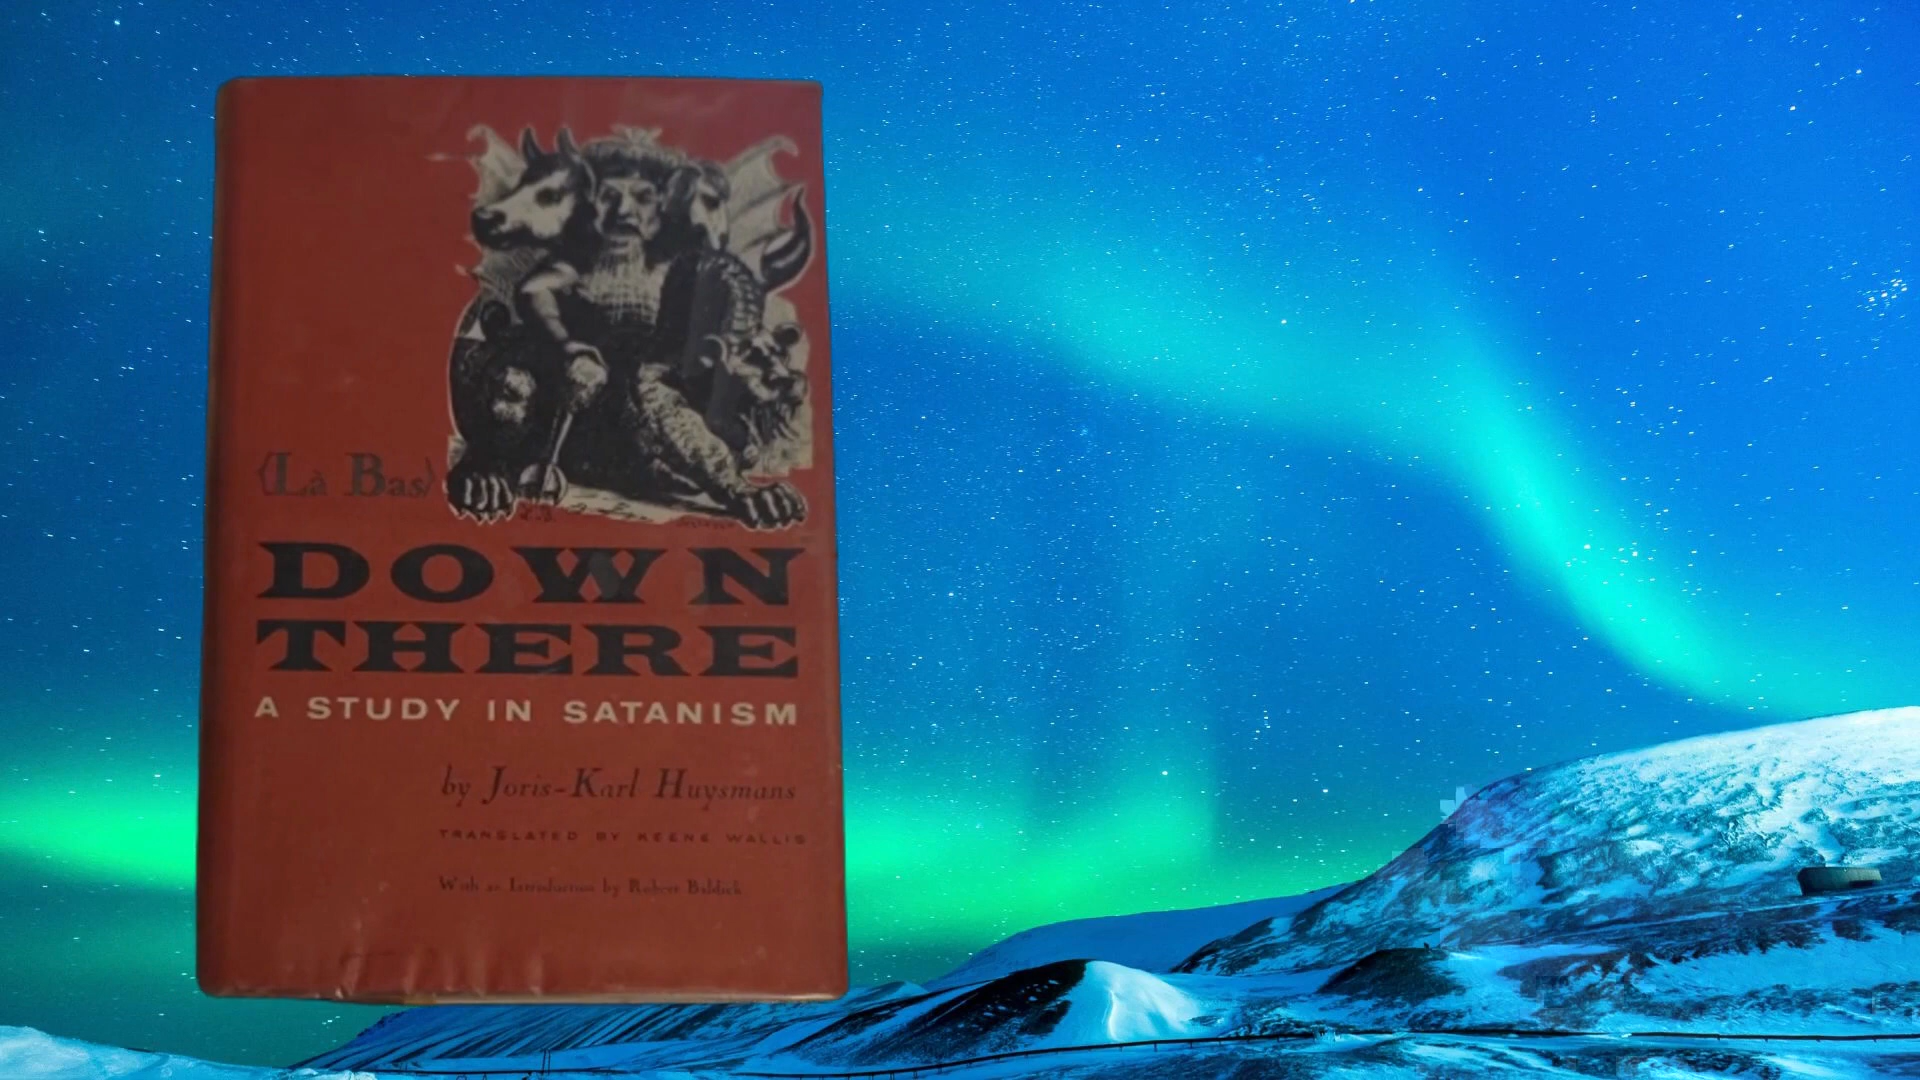 (Là Bas)
DOWN
THERE
A STUDY IN SATANISM
by Joris-Karl Huysmans
TRANSLATED BY KEENE WALLIS
With an Introduction by Robert Baldick